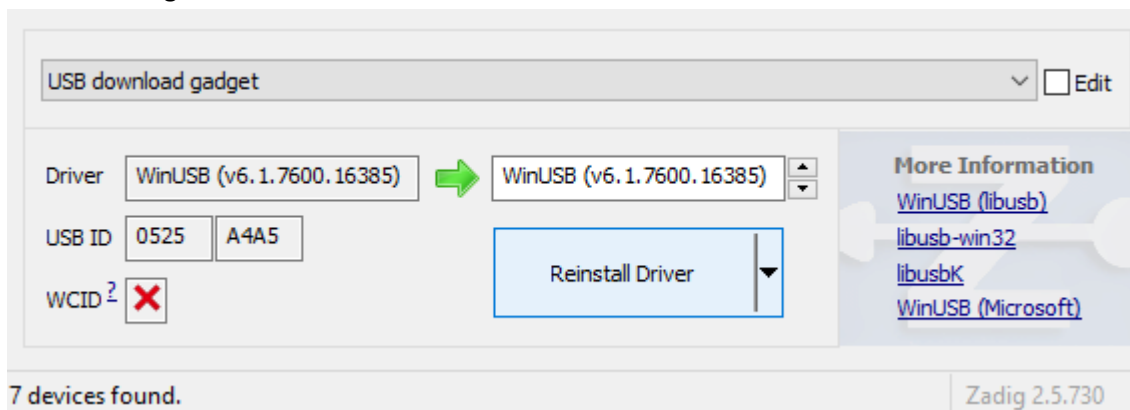 USB download gadget
Edit
Driver WinUSB (v6.1.7600.16385) WinUSB (v6.1.7600.16385)
USB ID 0525 A4A5
WCID ?
Reinstall Driver
More Information
WinUSB (libusb)
libusb-win32
libusbK
WinUSB (Microsoft)
7 devices found.
Zadig 2.5.730